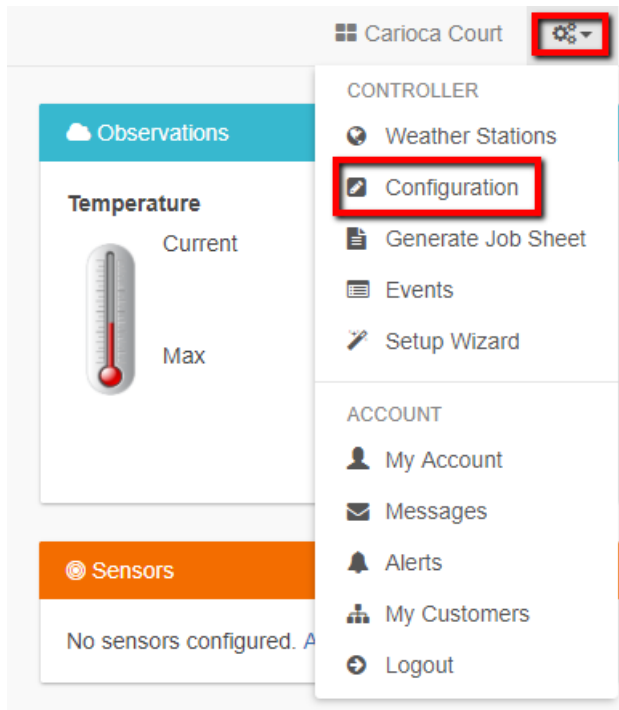 Carioca Court
CONTROLLER
Weather Stations
Configuration
Generate Job Sheet
Events
Setup Wizard
ACCOUNT
My Account
Messages
Alerts
My Customers
Logout
Observations
Temperature
Current
Max
Sensors
No sensors configured. A